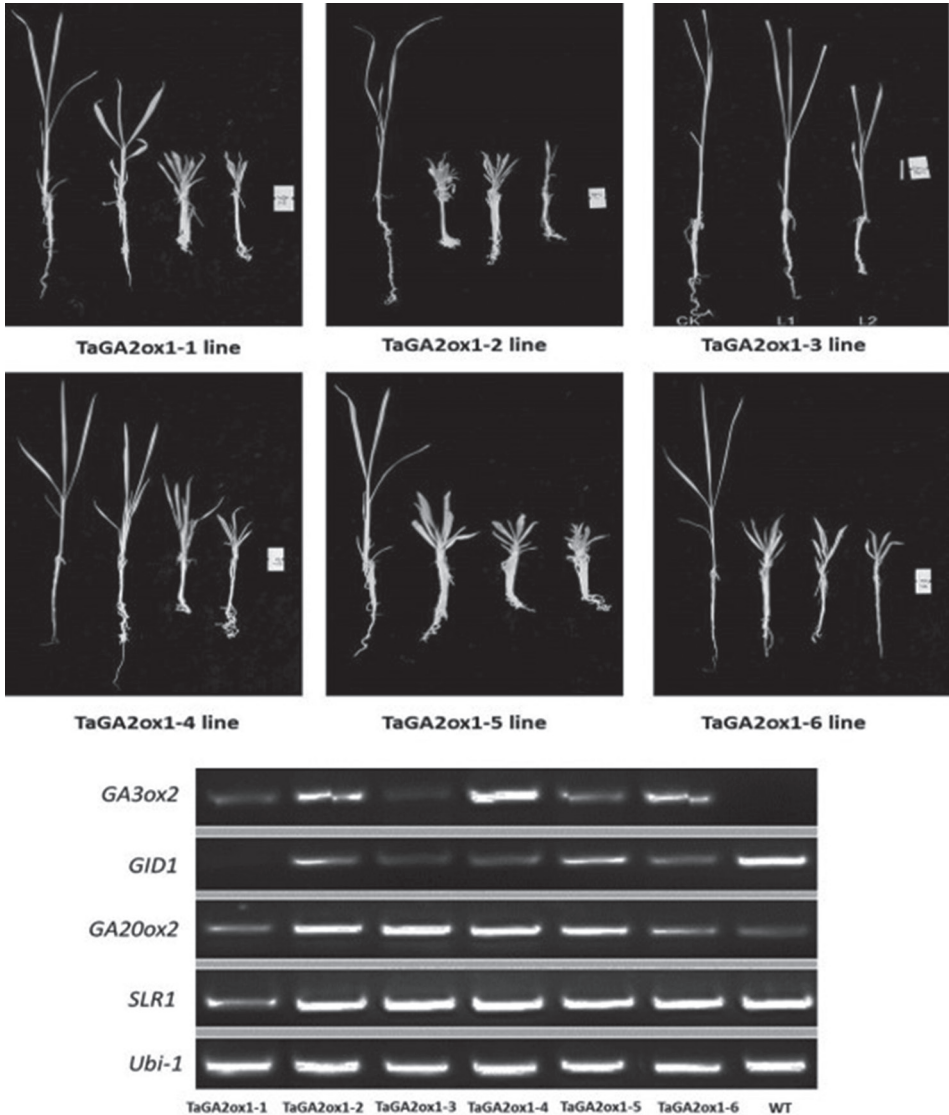 CK L1 L2
TaGA2ox1-1 line TaGA2ox1-2 line TaGA2ox1-3 line
TaGA2ox1-4 line TaGA2ox1-5 line TaGA2ox1-6 line
GA3ox2
GID1
GA20ox2
SLR1
Ubi-1
TaGA2ox1-1 TaGA2ox1-2 TaGA2ox1-3 TaGA2ox1-4 TaGA2ox1-5 TaGA2ox1-6 WT